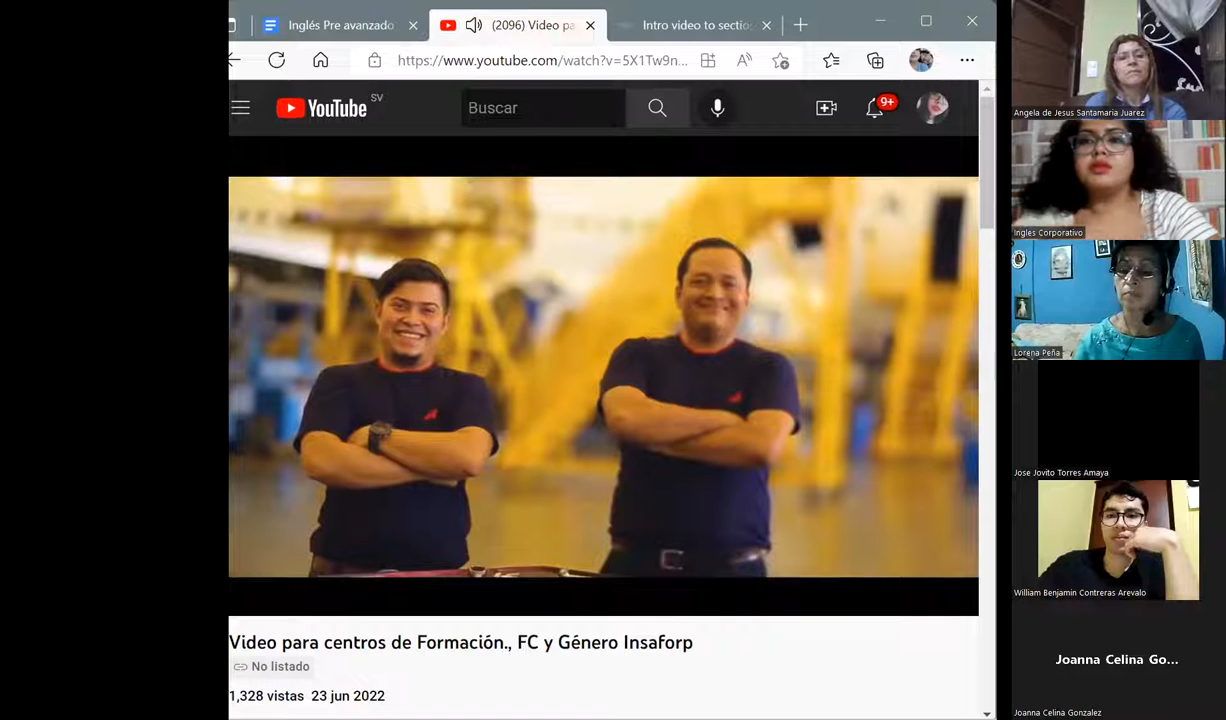 Inglés Pre avanzado
(2096) Video pa
Intro video to sectio
https://www.youtube.com/watch?v=5X1Tw9n...
YouTube SV
Buscar
9+
Video para centros de Formación., FC y Género Insaforp
No listado
1,328 vistas 23 jun 2022
Angela de Jesus Santamaria Juarez
Ingles Corporativo
Lorena Peña
Jose Jovito Torres Amaya
William Benjamin Contreras Arevalo
Joanna Celina Go...
Joanna Celina Gonzalez